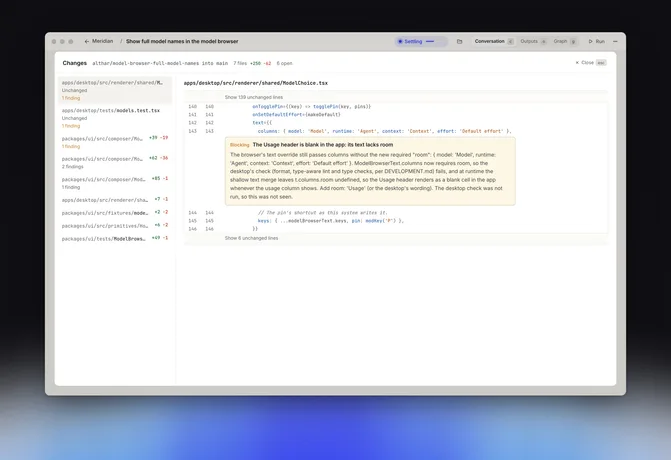 Meridian / Show full model names in the model browser
Settling
Conversation Outputs Graph Run
Changes althar/model-browser-full-model-names into main 7 files +258 -62 6 open
Close esc
apps/desktop/src/renderer/shared/M…
Unchanged
1 finding
apps/desktop/tests/models.test.tsx
Unchanged
1 finding
packages/ui/src/composer/Mo… +39 -19
1 finding
packages/ui/src/composer/Mo… +62 -36
2 findings
packages/ui/src/composer/Mo… +85 -1
1 finding
apps/desktop/src/renderer/sha… +7 -1
packages/ui/src/fixtures/mode… +2 -2
packages/ui/src/primitives/Ho… +6 -2
packages/ui/tests/ModelBrows… +49 -1
apps/desktop/src/renderer/shared/ModelChoice.tsx
Show 139 unchanged lines
140 140 onTogglePin={(key) => togglePin(key, pins)}
141 141 onSetDefaultEffort={makeDefault}
142 142 text={{
143 143 columns: { model: 'Model', runtime: 'Agent', context: 'Context', effort: 'Default effort' },
Blocking The Usage header is blank in the app: its text lacks room
The browser's text override still passes columns without the new required "room": { model: 'Model', runtime:
'Agent', context: 'Context', effort: 'Default effort' }. ModelBrowserText.columns now requires room, so the
desktop's check (format, type-aware lint and type checks, per DEVELOPMENT.md) fails, and at runtime the
shallow text merge leaves t.columns.room undefined, so the Usage header renders as a blank cell in the app
whenever the usage column shows. Add room: 'Usage' (or the desktop's wording). The desktop check was not
run, so this was not seen.
144 144 // The pin's shortcut as this system writes it.
145 145 keys: { ...modelBrowserText.keys, pin: modKey('P') },
146 146 }}
Show 6 unchanged lines